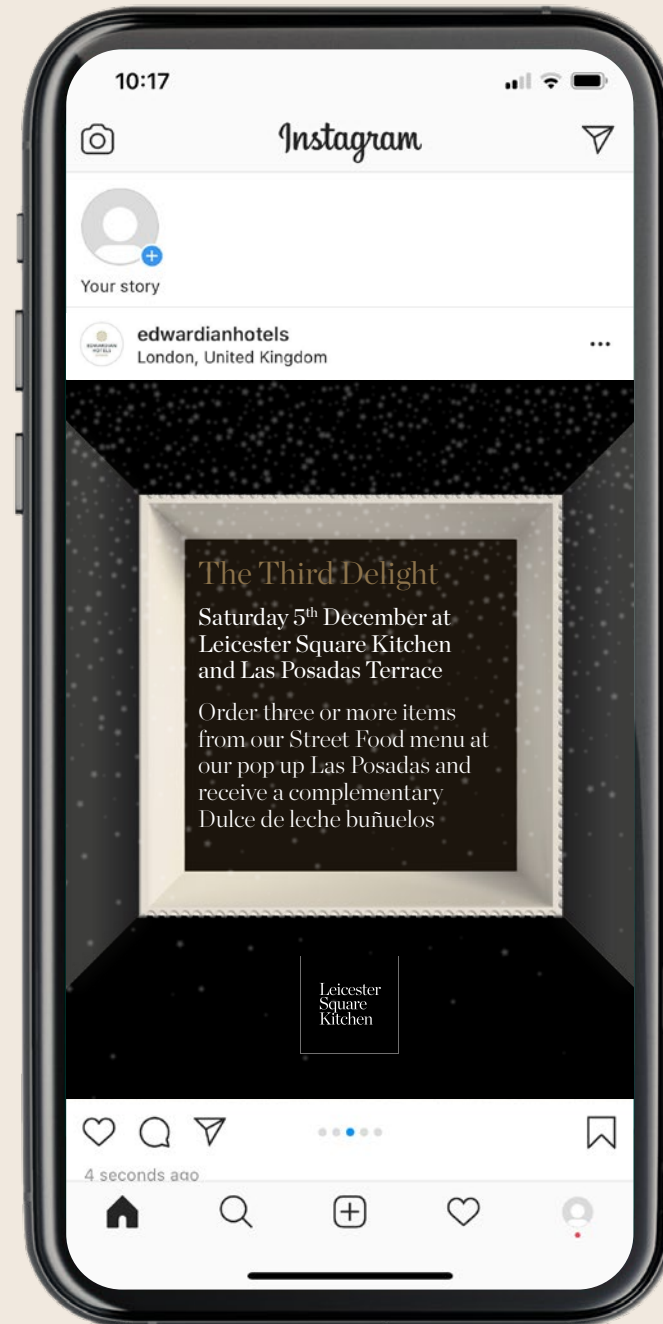 10:17
Instagram
Your story
edwardianhotels
London, United Kingdom
The Third Delight
Saturday 5th December at
Leicester Square Kitchen
and Las Posadas Terrace
Order three or more items
from our Street Food menu at
our pop up Las Posadas and
receive a complementary
Dulce de leche buñuelos
Leicester
Square
Kitchen
4 seconds ago